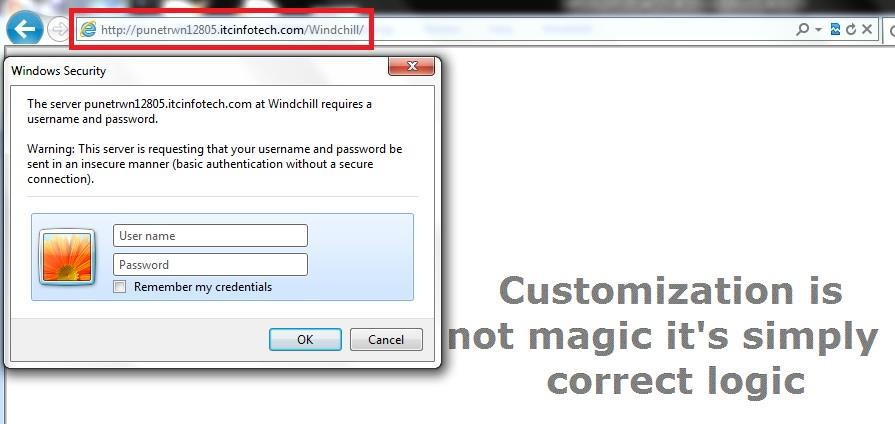 http://punetrwn12805.itcinfotech.com/Windchill/
Windows Security
The server punetrwn12805.itcinfotech.com at Windchill requires a
username and password.
Warning: This server is requesting that your username and password be
sent in an insecure manner (basic authentication without a secure
connection).
User name
Password
Remember my credentials
OK
Cancel
Customization is
not magic it's simply
correct logic